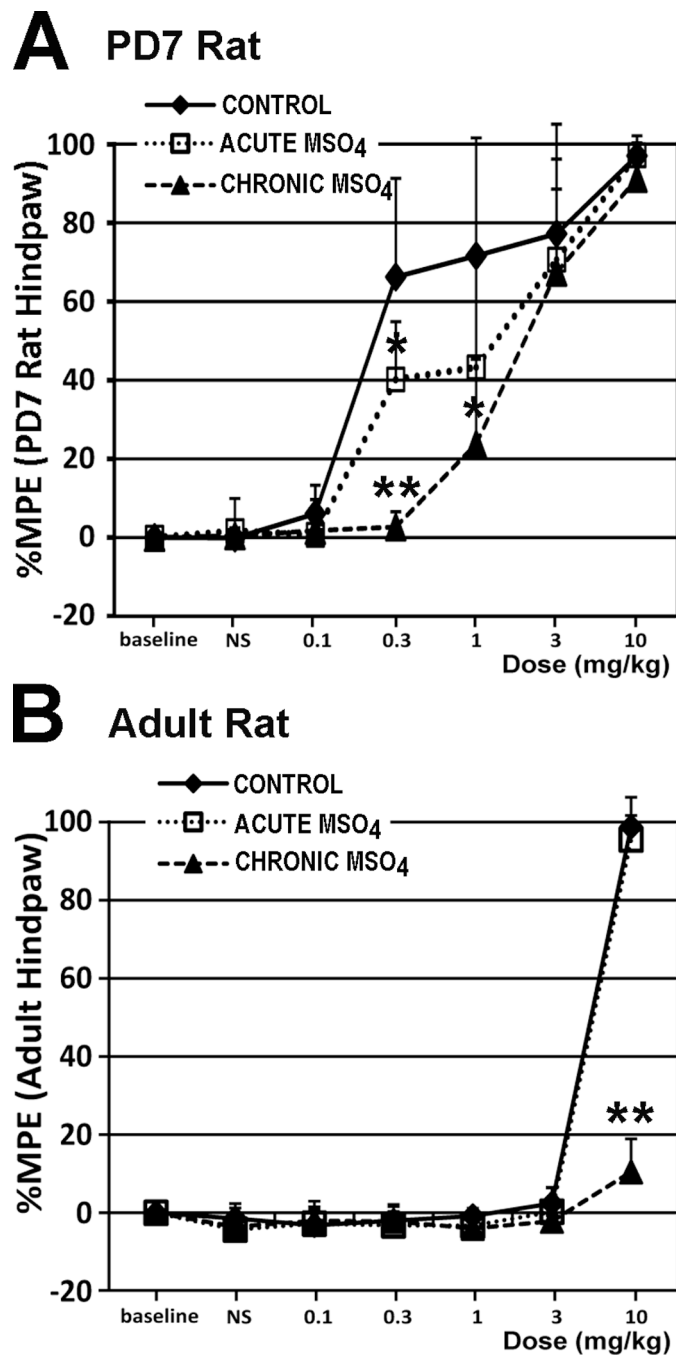 A PD7 Rat
CONTROL
ACUTE MSO₄
CHRONIC MSO₄
100
80
60
40
20
0
-20
%MPE (PD7 Rat Hindpaw)
*
*
**
baseline NS 0.1 0.3 1 3 10
Dose (mg/kg)
B Adult Rat
CONTROL
ACUTE MSO₄
CHRONIC MSO₄
100
80
60
40
20
0
-20
%MPE (Adult Hindpaw)
**
baseline NS 0.1 0.3 1 3 10
Dose (mg/kg)